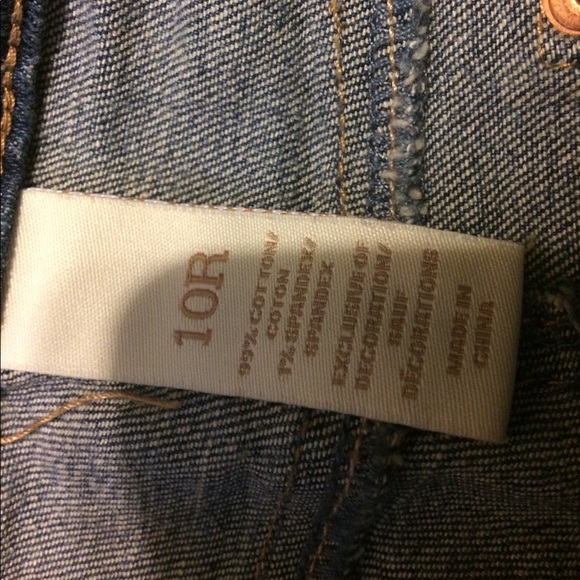 10R
99% COTTON/
COTON
1% SPANDEX/
SPANDEX
EXCLUSIVE OF
DECORATION/
SAUF
DÉCORATIONS
MADE IN
CHINA